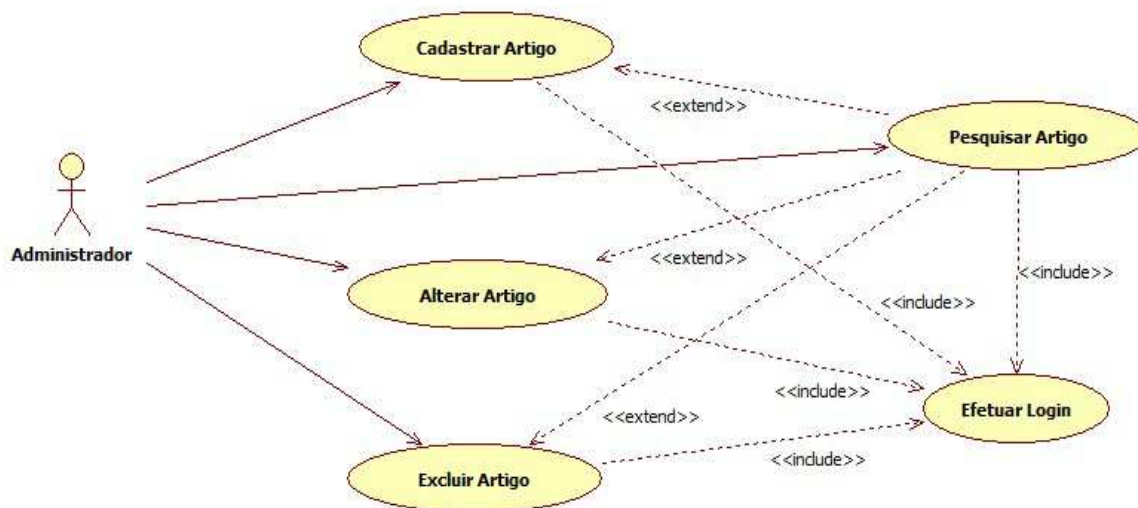 Cadastrar Artigo
<<extend>>
Pesquisar Artigo
Administrador
<<extend>>
<<include>>
Alterar Artigo
<<include>>
<<include>>
Efetuar Login
<<extend>>
<<include>>
Excluir Artigo